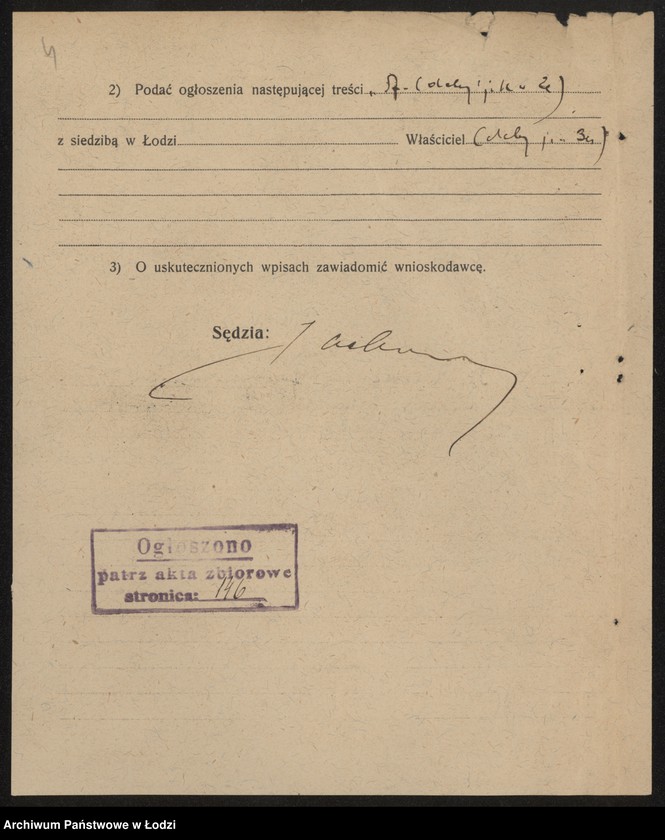 4
2) Podać ogłoszenia następującej treści „
z siedzibą w Łodzi Właściciel
3) O uskutecznionych wpisach zawiadomić wnioskodawcę.
Sędzia:
Ogłoszono
patrz akta zbiorowe
stronica: 146
Archiwum Państwowe w Łodzi